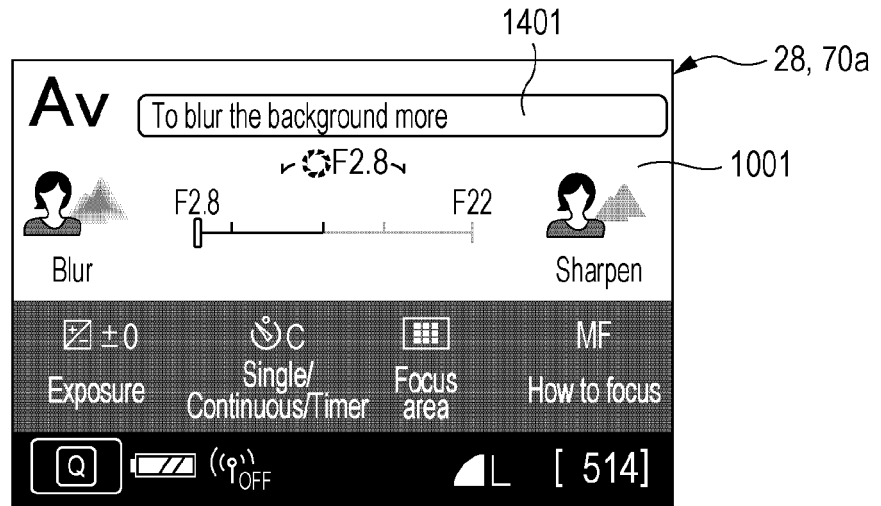 1401
28, 70a
Av
To blur the background more
1001
F2.8
F2.8
F22
Blur
Sharpen
±0
C
MF
Exposure
Single/
Continuous/Timer
Focus
area
How to focus
Q
OFF
L
[ 514]